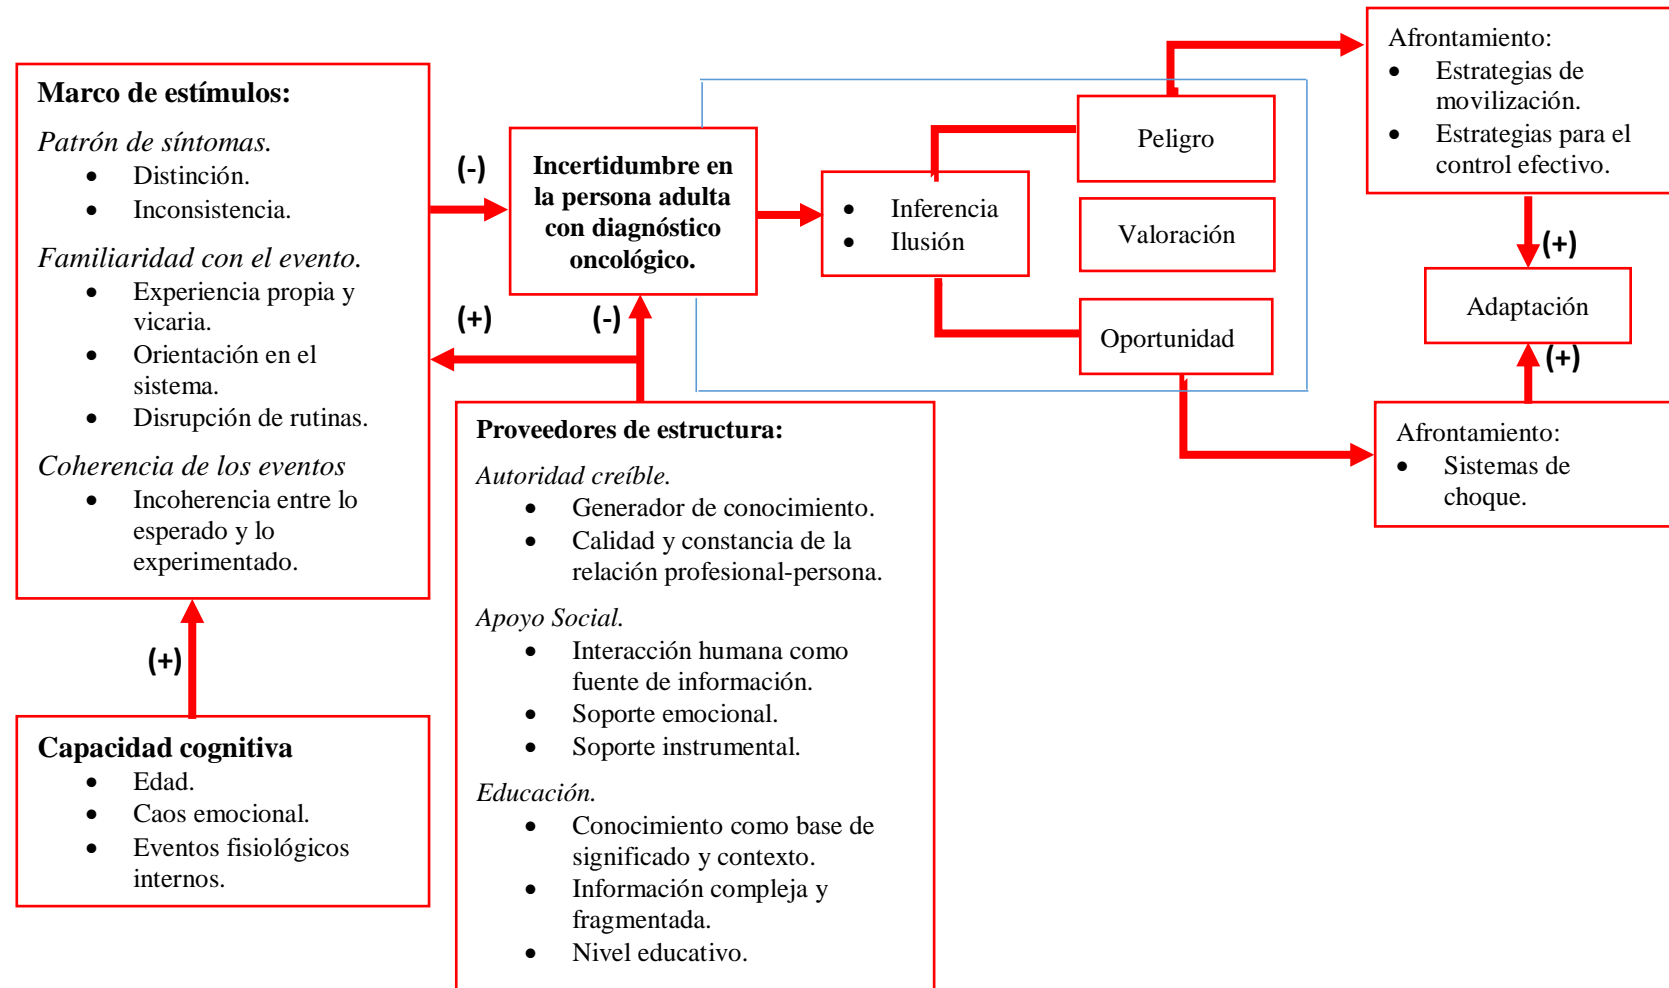 Marco de estímulos:
Patrón de síntomas.
• Distinción.
• Inconsistencia.
Familiaridad con el evento.
• Experiencia propia y
vicaria.
• Orientación en el
sistema.
• Disrupción de rutinas.
Coherencia de los eventos
• Incoherencia entre lo
esperado y lo
experimentado.
(+)
Capacidad cognitiva
• Edad.
• Caos emocional.
• Eventos fisiológicos
internos.
(-)
(+)
(-)
Incertidumbre en
la persona adulta
con diagnóstico
oncológico.
Proveedores de estructura:
Autoridad creíble.
• Generador de conocimiento.
• Calidad y constancia de la
relación profesional-persona.
Apoyo Social.
• Interacción humana como
fuente de información.
• Soporte emocional.
• Soporte instrumental.
Educación.
• Conocimiento como base de
significado y contexto.
• Información compleja y
fragmentada.
• Nivel educativo.
• Inferencia
• Ilusión
Peligro
Valoración
Oportunidad
Afrontamiento:
• Estrategias de
movilización.
• Estrategias para el
control efectivo.
(+)
Adaptación
(+)
Afrontamiento:
• Sistemas de
choque.